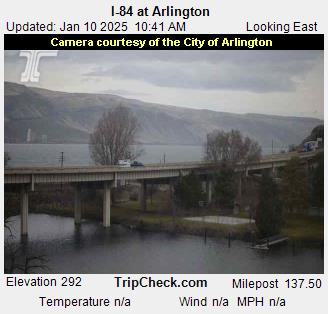 I-84 at Arlington
Updated: Jan 10 2025 10:41 AM Looking East
Camera courtesy of the City of Arlington
Elevation 292 TripCheck.com Milepost 137.50
Temperature n/a Wind n/a MPH n/a